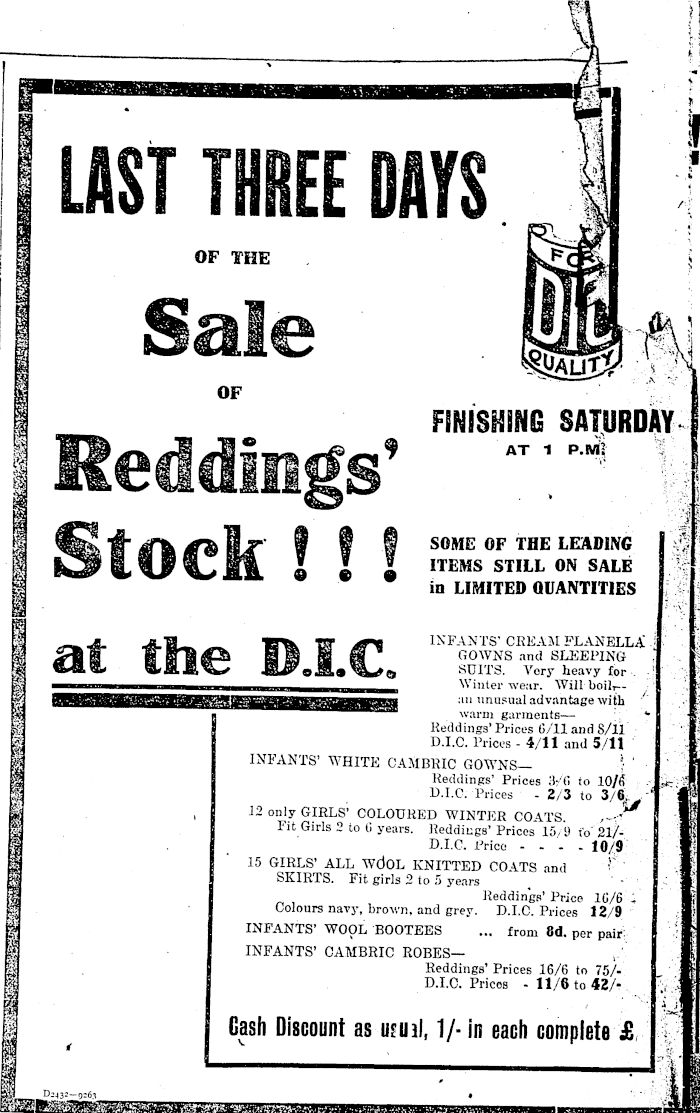 LAST THREE DAYS
OF THE
Sale
OF
Reddings'
Stock ! ! !
at the D.I.C.
FOR
DIC
QUALITY
FINISHING SATURDAY
AT 1 P.M.
SOME OF THE LEADING
ITEMS STILL ON SALE
in LIMITED QUANTITIES
INFANTS' CREAM FLANELLA
GOWNS and SLEEPING
SUITS. Very heavy for
Winter wear. Will boil—
an unusual advantage with
warm garments—
Reddings' Prices 6/11 and 8/11
D.I.C. Prices - 4/11 and 5/11
INFANTS' WHITE CAMBRIC GOWNS—
Reddings' Prices 3/6 to 10/6
D.I.C. Prices - 2/3 to 3/6
12 only GIRLS' COLOURED WINTER COATS.
Fit Girls 2 to 6 years. Reddings' Prices 15/9 to 21/-
D.I.C. Price - - - - 10/9
15 GIRLS' ALL WOOL KNITTED COATS and
SKIRTS. Fit girls 2 to 5 years
Reddings' Price 16/6
Colours navy, brown, and grey. D.I.C. Prices 12/9
INFANTS' WOOL BOOTEES ... from 8d. per pair
INFANTS' CAMBRIC ROBES—
Reddings' Prices 16/6 to 75/-
D.I.C. Prices - 11/6 to 42/-
Cash Discount as usual, 1/- in each complete £
D2432—9263